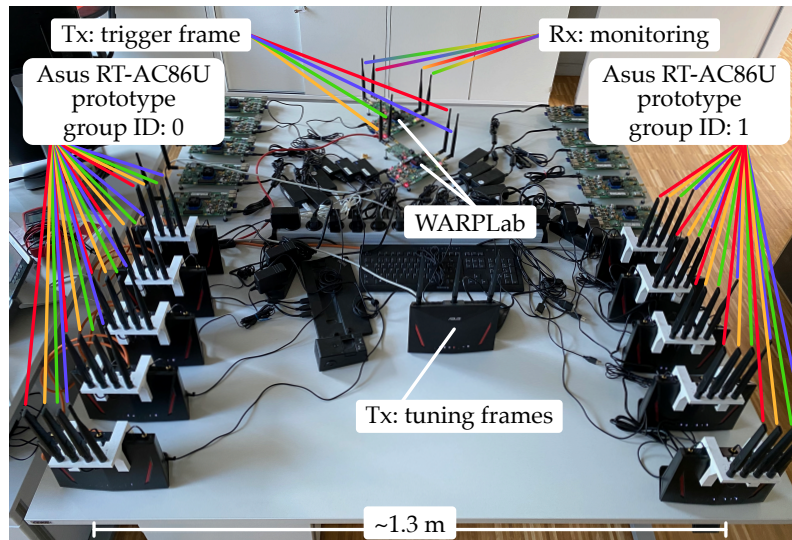 Tx: trigger frame
Rx: monitoring
Asus RT-AC86U
prototype
group ID: 0
Asus RT-AC86U
prototype
group ID: 1
WARPLab
ASUS
Tx: tuning frames
~1.3 m